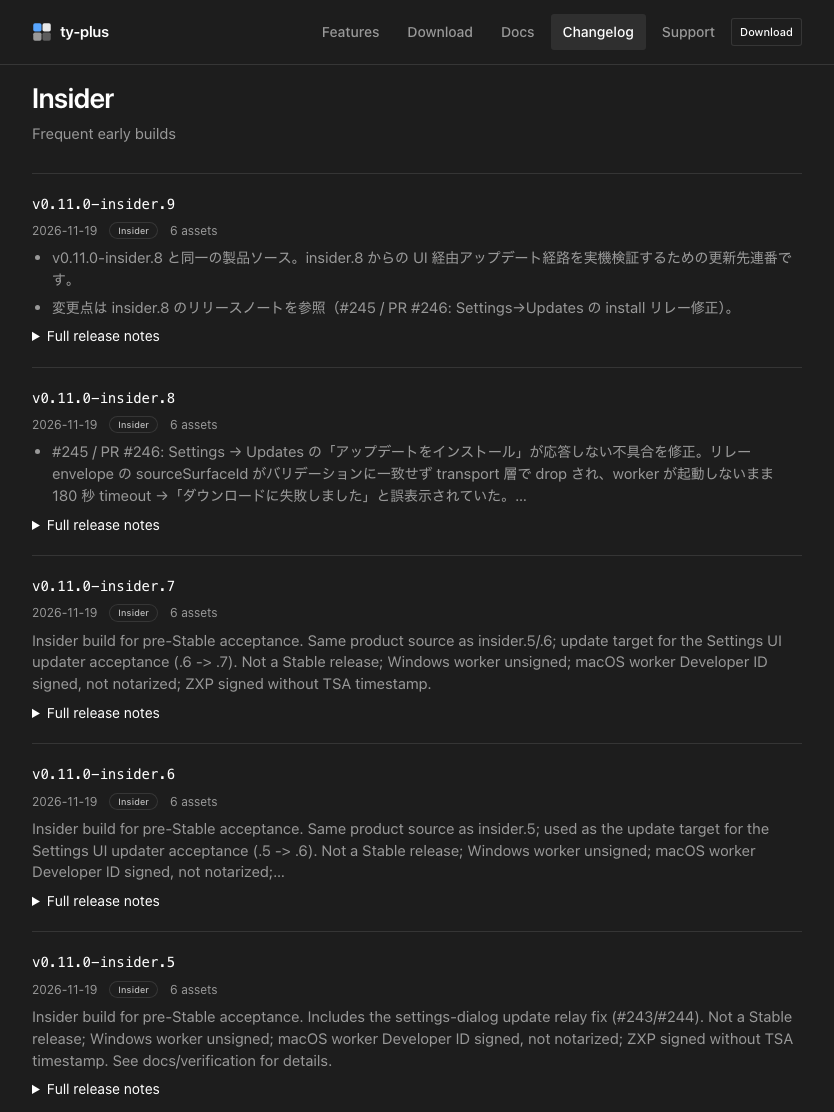 ty-plus
Features
Download
Docs
Changelog
Support
Download
Insider
Frequent early builds
v0.11.0-insider.9
2026-11-19 Insider 6 assets
• v0.11.0-insider.8 と同一の製品ソース。insider.8 からの UI 経由アップデート経路を実機検証するための更新先連番で
す。
• 変更点は insider.8 のリリースノートを参照（#245 / PR #246: Settings→Updates の install リレー修正）。
▶ Full release notes
v0.11.0-insider.8
2026-11-19 Insider 6 assets
• #245 / PR #246: Settings → Updates の「アップデートをインストール」が応答しない不具合を修正。リレー
envelope の sourceSurfaceId がバリデーションに一致せず transport 層で drop され、worker が起動しないまま
180 秒 timeout →「ダウンロードに失敗しました」と誤表示されていた。...
▶ Full release notes
v0.11.0-insider.7
2026-11-19 Insider 6 assets
Insider build for pre-Stable acceptance. Same product source as insider.5/.6; update target for the Settings UI
updater acceptance (.6 -> .7). Not a Stable release; Windows worker unsigned; macOS worker Developer ID
signed, not notarized; ZXP signed without TSA timestamp.
▶ Full release notes
v0.11.0-insider.6
2026-11-19 Insider 6 assets
Insider build for pre-Stable acceptance. Same product source as insider.5; used as the update target for the
Settings UI updater acceptance (.5 -> .6). Not a Stable release; Windows worker unsigned; macOS worker
Developer ID signed, not notarized;...
▶ Full release notes
v0.11.0-insider.5
2026-11-19 Insider 6 assets
Insider build for pre-Stable acceptance. Includes the settings-dialog update relay fix (#243/#244). Not a Stable
release; Windows worker unsigned; macOS worker Developer ID signed, not notarized; ZXP signed without TSA
timestamp. See docs/verification for details.
▶ Full release notes